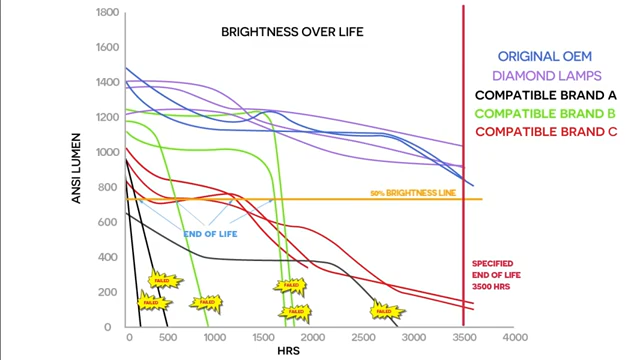 BRIGHTNESS OVER LIFE
ORIGINAL OEM
DIAMOND LAMPS
COMPATIBLE BRAND A
COMPATIBLE BRAND B
COMPATIBLE BRAND C
ANSI LUMEN
1800
1600
1400
1200
1000
800
600
400
200
0
50% BRIGHTNESS LINE
END OF LIFE
SPECIFIED
END OF LIFE
3500 HRS
FAILED
FAILED
FAILED
FAILED
FAILED
FAILED
0 500 1000 1500 2000 2500 3000 3500 4000
HRS